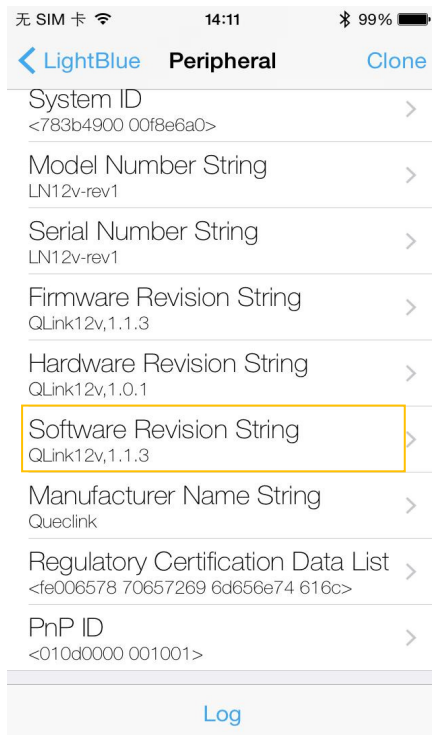 无 SIM 卡 14:11 99%
LightBlue Peripheral Clone
System ID
<783b4900 00f8e6a0>
Model Number String
LN12v-rev1
Serial Number String
LN12v-rev1
Firmware Revision String
QLink12v,1.1.3
Hardware Revision String
QLink12v,1.0.1
Software Revision String
QLink12v,1.1.3
Manufacturer Name String
Queclink
Regulatory Certification Data List
<fe006578 70657269 6d656e74 616c>
PnP ID
<010d0000 001001>
Log